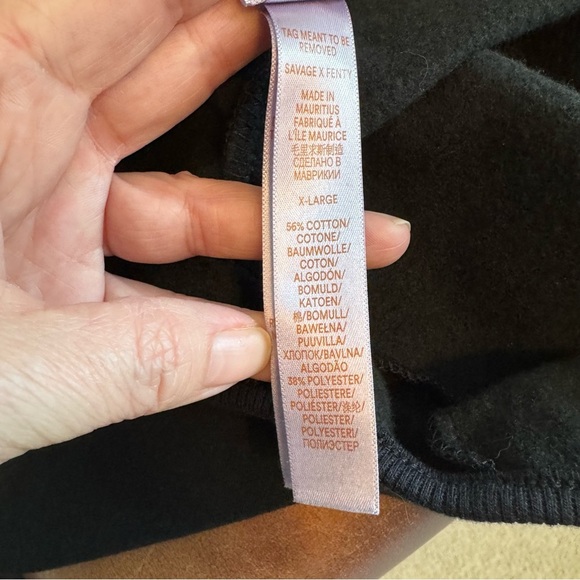 TAG MEANT TO BE
REMOVED
SAVAGE X FENTY
MADE IN
MAURITIUS
FABRIQUÉ À
L'ÎLE MAURICE
毛里求斯制造
СДЕЛАНО В
МАВРИКИИ
X-LARGE
56% COTTON/
COTONE/
BAUMWOLLE/
COTON/
ALGODÓN/
BOMULD/
KATOEN/
棉/BOMULL/
BAWEŁNA/
PUUVILLA/
ХЛОПОК/BAVLNA/
ALGODÃO
38% POLYESTER/
POLIESTERE/
POLIÉSTER/涤纶/
POLIESTER/
POLYESTERI/
ПОЛИЭСТЕР